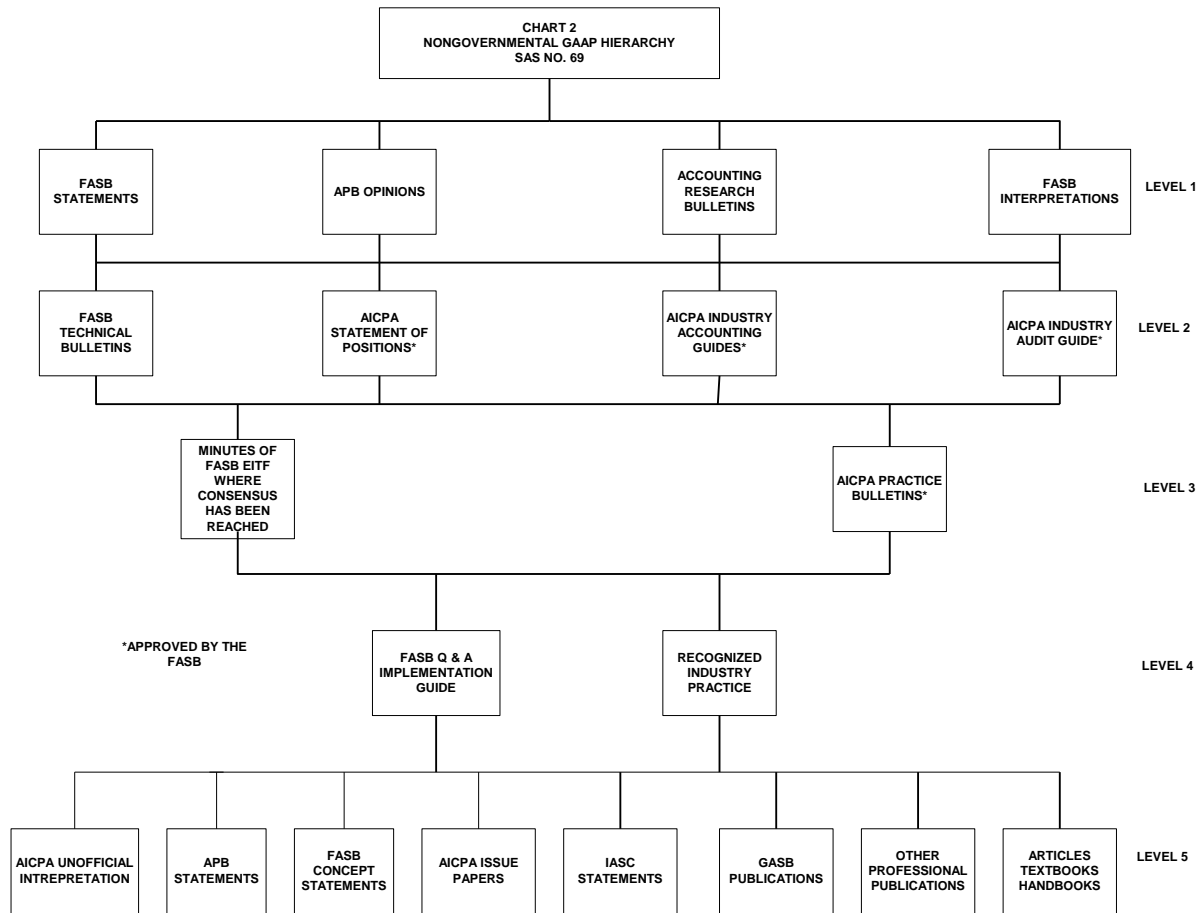 CHART 2
NONGOVERNMENTAL GAAP HIERARCHY
SAS NO. 69
FASB
STATEMENTS
APB OPINIONS
ACCOUNTING
RESEARCH
BULLETINS
FASB
INTERPRETATIONS
LEVEL 1
FASB
TECHNICAL
BULLETINS
AICPA
STATEMENT OF
POSITIONS*
AICPA INDUSTRY
ACCOUNTING
GUIDES*
AICPA INDUSTRY
AUDIT GUIDE*
LEVEL 2
MINUTES OF
FASB EITF
WHERE
CONSENSUS
HAS BEEN
REACHED
AICPA PRACTICE
BULLETINS*
LEVEL 3
*APPROVED BY THE
FASB
FASB Q & A
IMPLEMENTATION
GUIDE
RECOGNIZED
INDUSTRY
PRACTICE
LEVEL 4
AICPA UNOFFICIAL
INTREPRETATION
APB
STATEMENTS
FASB
CONCEPT
STATEMENTS
AICPA ISSUE
PAPERS
IASC
STATEMENTS
GASB
PUBLICATIONS
OTHER
PROFESSIONAL
PUBLICATIONS
ARTICLES
TEXTBOOKS
HANDBOOKS
LEVEL 5